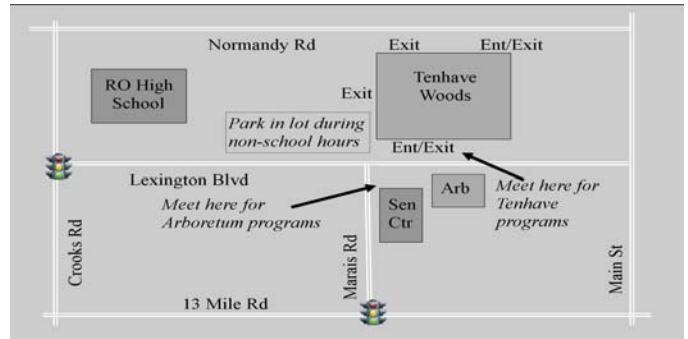 Normandy Rd
Exit
Ent/Exit
RO High
School
Tenhave
Woods
Exit
Park in lot during
non-school hours
Ent/Exit
Lexington Blvd
Meet here for
Arboretum programs
Sen
Ctr
Arb
Meet here for
Tenhave
programs
Crooks Rd
Marais Rd
Main St
13 Mile Rd